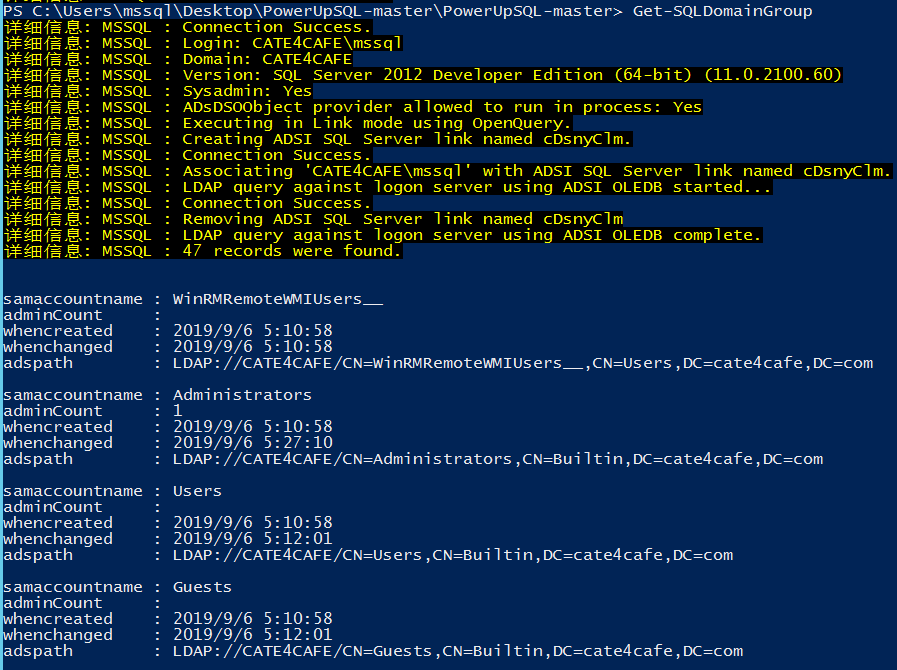 PS C:\Users\mssql\Desktop\PowerUpSQL-master\PowerUpSQL-master> Get-SQLDomainGroup
详细信息: MSSQL : Connection Success.
详细信息: MSSQL : Login: CATE4CAFE\mssql
详细信息: MSSQL : Domain: CATE4CAFE
详细信息: MSSQL : Version: SQL Server 2012 Developer Edition (64-bit) (11.0.2100.60)
详细信息: MSSQL : Sysadmin: Yes
详细信息: MSSQL : ADsDSOObject provider allowed to run in process: Yes
详细信息: MSSQL : Executing in Link mode using OpenQuery.
详细信息: MSSQL : Creating ADSI SQL Server link named cDsnyClm.
详细信息: MSSQL : Connection Success.
详细信息: MSSQL : Associating 'CATE4CAFE\mssql' with ADSI SQL Server link named cDsnyClm.
详细信息: MSSQL : LDAP query against logon server using ADSI OLEDB started...
详细信息: MSSQL : Connection Success.
详细信息: MSSQL : Removing ADSI SQL Server link named cDsnyClm
详细信息: MSSQL : LDAP query against logon server using ADSI OLEDB complete.
详细信息: MSSQL : 47 records were found.
samaccountname : WinRMRemoteWMIUsers__
adminCount :
whencreated : 2019/9/6 5:10:58
whenchanged : 2019/9/6 5:10:58
adspath : LDAP://CATE4CAFE/CN=WinRMRemoteWMIUsers__,CN=Users,DC=cate4cafe,DC=com
samaccountname : Administrators
adminCount : 1
whencreated : 2019/9/6 5:10:58
whenchanged : 2019/9/6 5:27:10
adspath : LDAP://CATE4CAFE/CN=Administrators,CN=Builtin,DC=cate4cafe,DC=com
samaccountname : Users
adminCount :
whencreated : 2019/9/6 5:10:58
whenchanged : 2019/9/6 5:12:01
adspath : LDAP://CATE4CAFE/CN=Users,CN=Builtin,DC=cate4cafe,DC=com
samaccountname : Guests
adminCount :
whencreated : 2019/9/6 5:10:58
whenchanged : 2019/9/6 5:12:01
adspath : LDAP://CATE4CAFE/CN=Guests,CN=Builtin,DC=cate4cafe,DC=com